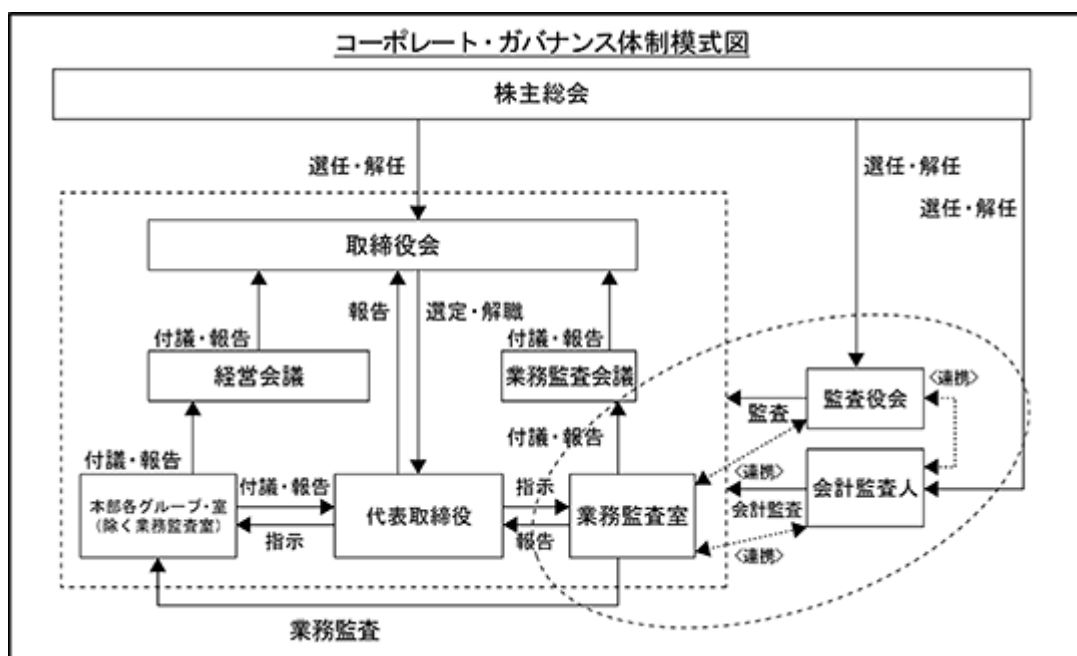 コーポレート・ガバナンス体制模式図
株主総会
選任・解任
選任・解任
選任・解任
取締役会
報告
選定・解職
付議・報告
付議・報告
経営会議
業務監査会議
監査役会
〈連携〉
監査
付議・報告
付議・報告
本部各グループ・室
(除く業務監査室)
付議・報告
指示
代表取締役
指示
報告
業務監査室
〈連携〉
会計監査人
会計監査
〈連携〉
業務監査